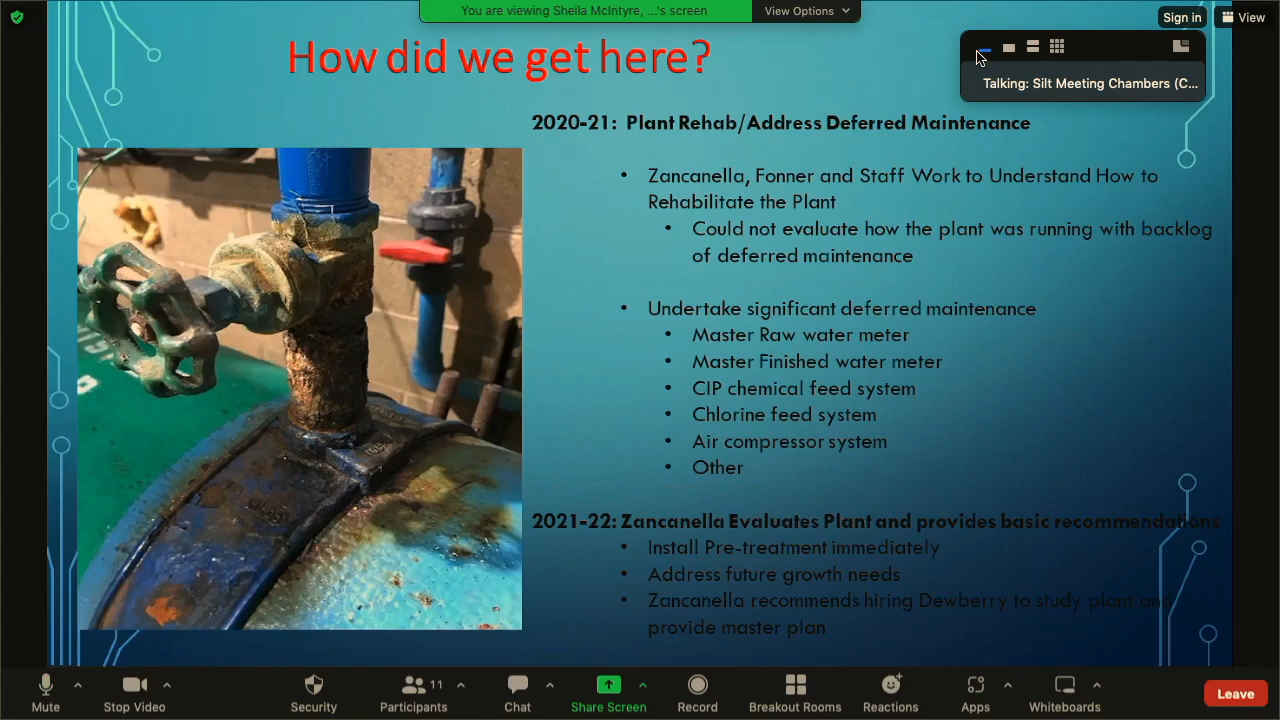 You are viewing Sheila McIntyre, ...'s screen
View Options
Sign in
View
How did we get here?
Talking: Silt Meeting Chambers (C...
2020-21: Plant Rehab/Address Deferred Maintenance
• Zancanella, Fonner and Staff Work to Understand How to
Rehabilitate the Plant
• Could not evaluate how the plant was running with backlog
of deferred maintenance
• Undertake significant deferred maintenance
• Master Raw water meter
• Master Finished water meter
• CIP chemical feed system
• Chlorine feed system
• Air compressor system
• Other
2021-22: Zancanella Evaluates Plant and provides basic recommendations
• Install Pre-treatment immediately
• Address future growth needs
• Zancanella recommends hiring Dewberry to study plant and
provide master plan
Mute
Stop Video
Security
11
Participants
Chat
Share Screen
Record
Breakout Rooms
Reactions
Apps
Whiteboards
Leave